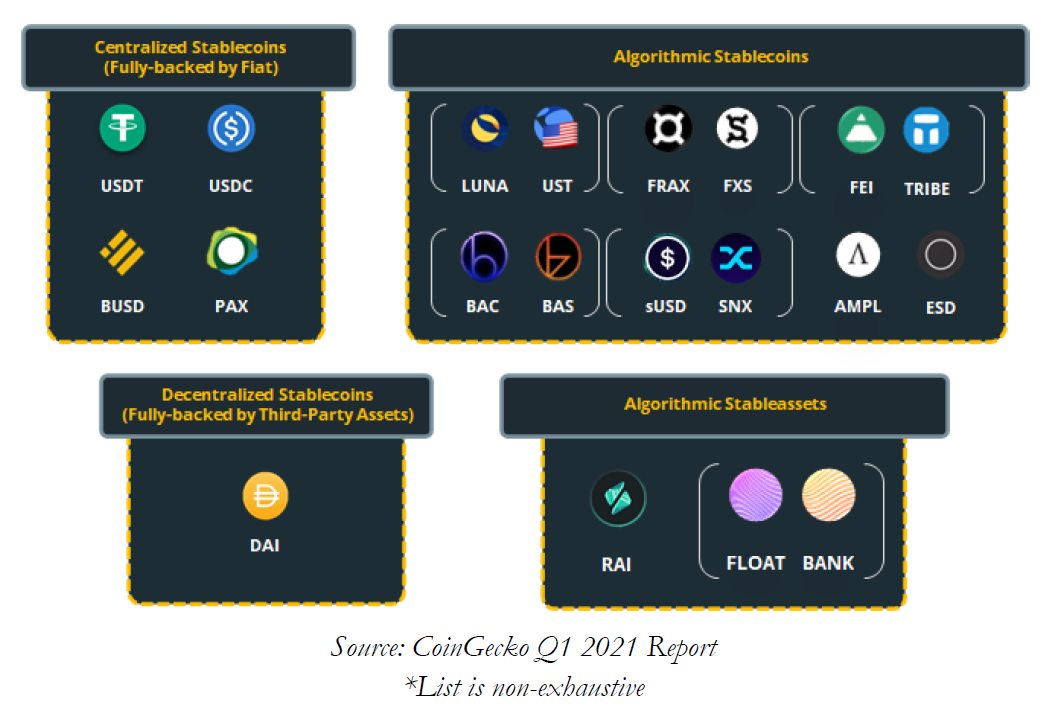 Centralized Stablecoins
(Fully-backed by Fiat)
USDT USDC
BUSD PAX
Algorithmic Stablecoins
LUNA UST FRAX FXS FEI TRIBE
BAC BAS sUSD SNX AMPL ESD
Decentralized Stablecoins
(Fully-backed by Third-Party Assets)
DAI
Algorithmic Stableassets
RAI FLOAT BANK
Source: CoinGecko Q1 2021 Report
*List is non-exhaustive